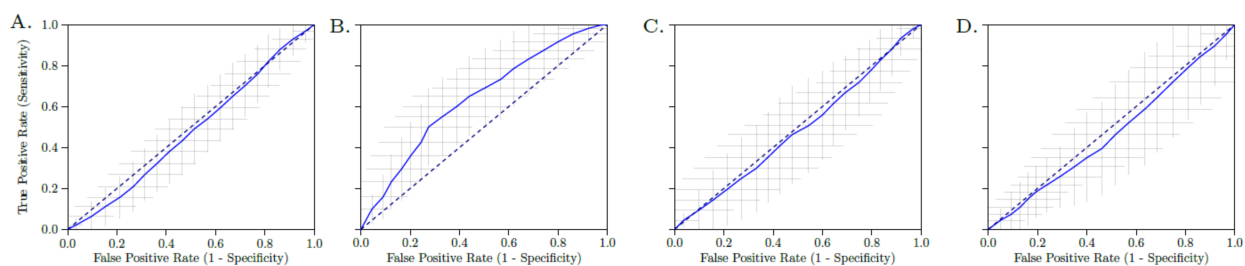 A.
True Positive Rate (Sensitivity)
1.0
0.8
0.6
0.4
0.2
0.0
0.0 0.2 0.4 0.6 0.8 1.0
False Positive Rate (1 - Specificity)
B.
0.0 0.2 0.4 0.6 0.8 1.0
False Positive Rate (1 - Specificity)
C.
0.0 0.2 0.4 0.6 0.8 1.0
False Positive Rate (1 - Specificity)
D.
0.0 0.2 0.4 0.6 0.8 1.0
False Positive Rate (1 - Specificity)